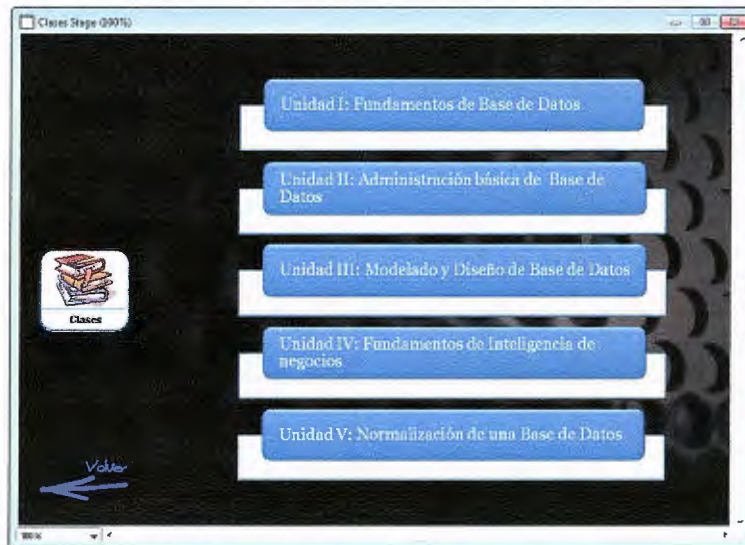 Clases Stage (100%)
Unidad I: Fundamentos de Base de Datos
Unidad II: Administración básica de Base de
Datos
Unidad III: Modelado y Diseño de Base de Datos
Clases
Unidad IV: Fundamentos de Inteligencia de
negocios
Unidad V: Normalización de una Base de Datos
Volver
100%